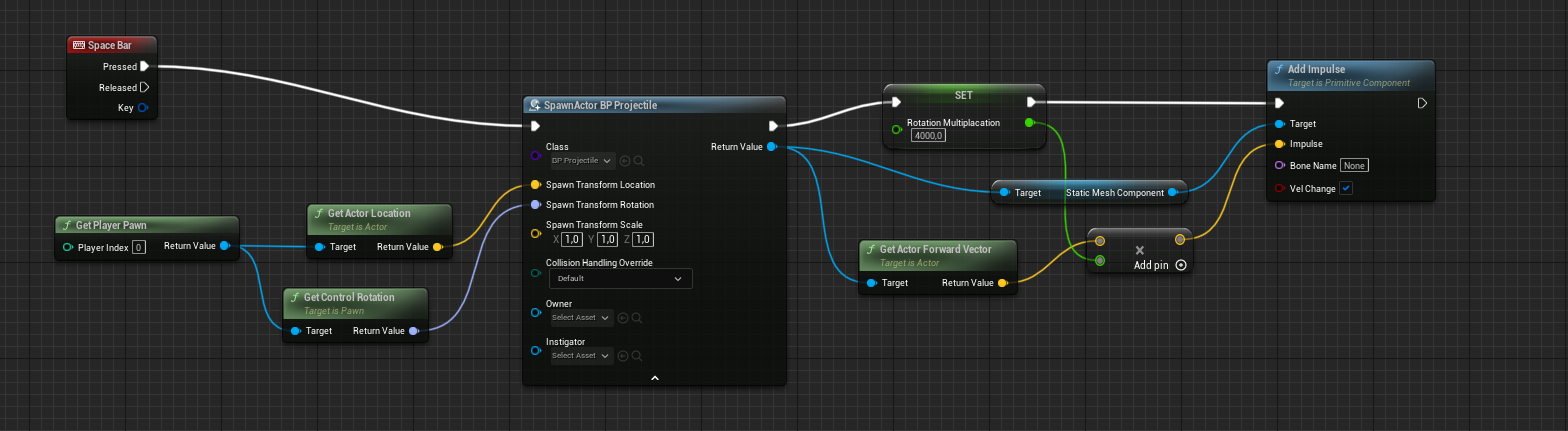 Space Bar
Pressed
Released
Key
Get Player Pawn
Player Index 0 Return Value
Get Actor Location
Target is Actor
Target Return Value
Get Control Rotation
Target is Pawn
Target Return Value
SpawnActor BP Projectile
Class
BP Projectile
Return Value
Spawn Transform Location
Spawn Transform Rotation
Spawn Transform Scale
X 1,0 Y 1,0 Z 1,0
Collision Handling Override
Default
Owner
Select Asset
Instigator
Select Asset
SET
Rotation Multiplacation
4000,0
Target Static Mesh Component
Get Actor Forward Vector
Target is Actor
Target Return Value
Add pin
Add Impulse
Target is Primitive Component
Target
Impulse
Bone Name None
Vel Change